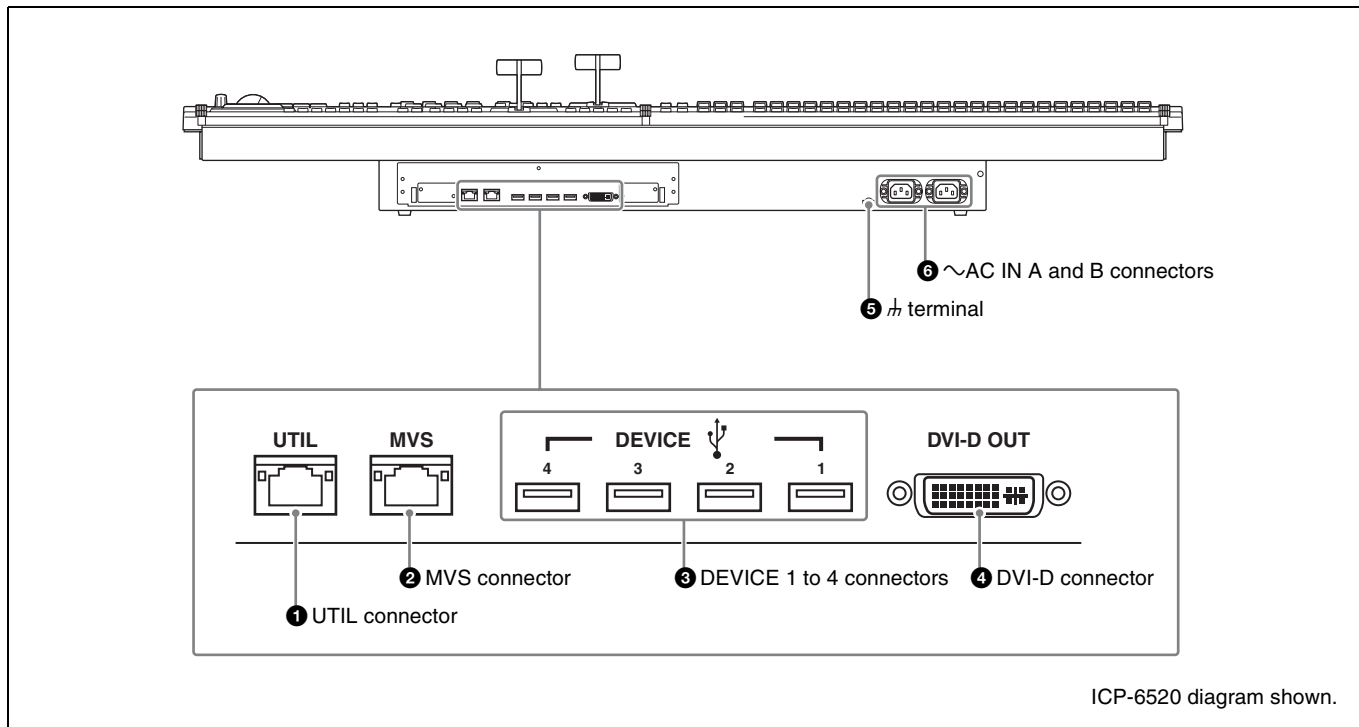 ❻ ∼AC IN A and B connectors
❺ terminal
UTIL MVS DEVICE DVI-D OUT
4 3 2 1
❷ MVS connector ❸ DEVICE 1 to 4 connectors ❹ DVI-D connector
❶ UTIL connector
ICP-6520 diagram shown.